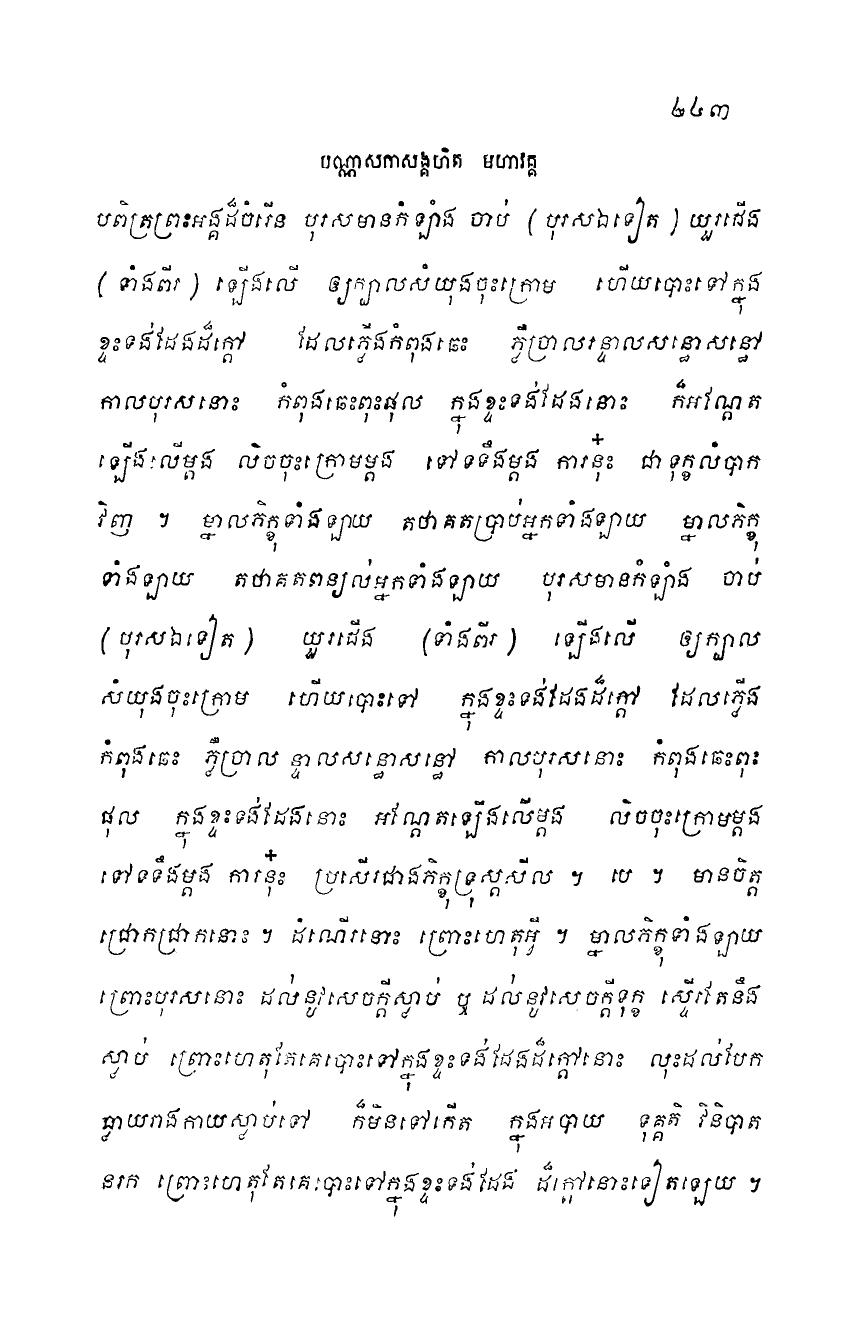 ២៤៣
បណ្ណាសកាសង្គហិត មហាវគ្គ
បពិត្រព្រះអង្គដ៏ចំរើន បុរសមានកំឡាំង ចាប់ (បុរសឯទៀត) យួរជើង
(ទាំងពីរ) ឡើងលើ ឲ្យក្បាលសំយុងចុះក្រោម ហើយបោះទៅក្នុង
ខ្ទះទង់ដែងដ៏ក្តៅ ដែលភ្លើងកំពុងឆេះ ភ្លឺច្រាលរន្ទាលសន្ធោសន្ធៅ
កាលបុរសនោះ កំពុងឆេះពុះផុល ក្នុងខ្ទះទង់ដែងនោះ ក៏អណ្តែត
ឡើងលើម្តង លិចចុះក្រោមម្តង ទៅទទឹងម្តង ការនុ៎ះ ជាទុក្ខលំបាក
វិញ ។ ម្នាលភិក្ខុទាំងឡាយ តថាគតប្រាប់អ្នកទាំងឡាយ ម្នាលភិក្ខុ
ទាំងឡាយ តថាគតពន្យល់អ្នកទាំងឡាយ បុរសមានកំឡាំង ចាប់
(បុរសឯទៀត) យួរជើង (ទាំងពីរ) ឡើងលើ ឲ្យក្បាល
សំយុងចុះក្រោម ហើយបោះទៅ ក្នុងខ្ទះទង់ដែងដ៏ក្តៅ ដែលភ្លើង
កំពុងឆេះ ភ្លឺច្រាល ន្ទាលសន្ធោសន្ធៅ កាលបុរសនោះ កំពុងឆេះពុះ
ផុល ក្នុងខ្ទះទង់ដែងនោះ អណ្តែតឡើងលើម្តង លិចចុះក្រោមម្តង
ទៅទទឹងម្តង ការនុ៎ះ ប្រសើរជាងភិក្ខុទ្រុស្តសីល ។ បេ ។ មានចិត្ត
ជ្រោកជ្រាកនោះ ។ ដំណើរនោះ ព្រោះហេតុអ្វី ។ ម្នាលភិក្ខុទាំងឡាយ
ព្រោះបុរសនោះ ដល់នូវសេចក្តីស្លាប់ ឬ ដល់នូវសេចក្តីទុក្ខ ស្ទើរតែនឹង
ស្លាប់ ព្រោះហេតុតែគេបោះទៅក្នុងខ្ទះទង់ដែងដ៏ក្តៅនោះ លុះដល់បែក
ធ្លាយរាងកាយស្លាប់ទៅ ក៏មិនទៅកើត ក្នុងអបាយ ទុគ្គតិ វិនិបាត
នរក ព្រោះហេតុតែគេបោះទៅក្នុងខ្ទះទង់ដែង ដ៏ក្តៅនោះទៀតឡើយ ។